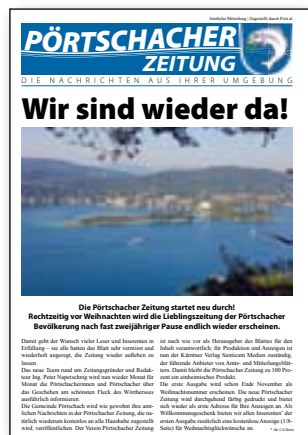 Amtliche Mitteilung | Zugestellt durch Post.at
PÖRTSCHACHER
ZEITUNG
DIE NACHRICHTEN AUS IHRER UMGEBUNG
Wir sind wieder da!
Die Pörtschacher Zeitung startet neu durch!
Rechtzeitig vor Weihnachten wird die Lieblingszeitung der Pörtschacher
Bevölkerung nach fast zweijähriger Pause endlich wieder erscheinen.
Damit geht der Wunsch vieler Leser und Inserenten in
Erfüllung – sie alle hatten das Blatt sehr vermisst und
wiederholt angeregt, die Zeitung wieder aufleben zu
lassen.
Das neue Team rund um Zeitungsgründer und Redak-
teur Ing. Peter Napetschnig wird nun wieder Monat für
Monat die Pörtschacherinnen und Pörtschacher über
das Geschehen am schönsten Fleck des Wörthersees
ausführlich informieren.
Die Gemeinde Pörtschach wird wie gewohnt ihre amt-
lichen Nachrichten in der Pörtschacher Zeitung, die na-
türlich wiederum kostenlos an alle Haushalte zugestellt
wird, veröffentlichen. Der Verein Pörtschacher Zeitung
ist nach wie vor als Herausgeber des Blattes für den
Inhalt verantwortlich; für Produktion und Anzeigen ist
nun der Kärntner Verlag Santicum Medien zuständig,
der führende Anbieter von Amts- und Mitteilungsblät-
tern. Damit bleibt die Pörtschacher Zeitung zu 100 Pro-
zent ein einheimisches Produkt.
Die erste Ausgabe wird schon Ende November als
Weihnachtsnummer erscheinen. Die neue Pörtschacher
Zeitung wird durchgehend färbig gedruckt und bietet
sich wieder als erste Adresse für Ihre Anzeigen an. Als
Willkommensgeschenk bieten wir allen Inserenten* der
ersten Ausgabe zusätzlich eine kostenlose Anzeige (1/8-
Seite) für Weihnachtsglückwünsche an.
* Ab 1/4-Seite